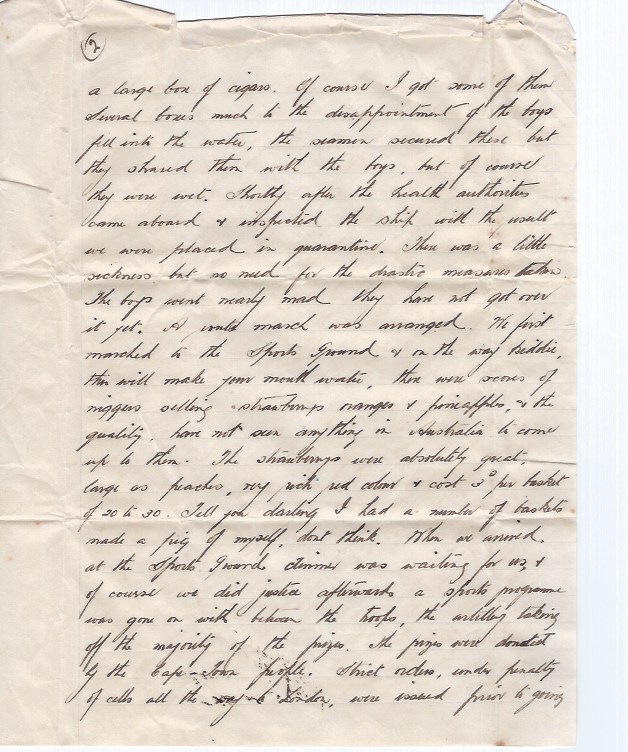 (2)
a large box of cigars. Of course I got some of them
Several boxes much to the disappointment of the boys
fell into the water, the seamen secured these but
they shared them with the boys, but of course
they were wet. Shortly after the health authorities
came aboard & inspected the ship with the result
we were placed in quarantine. There was a little
sickness but no need for the drastic measures taken
The boys went nearly mad they have not got over
it yet. A route march was arranged. We first
marched to the Sports Ground & on the way
this will make your mouth water, there were scores of
niggers selling strawberrys oranges & pineapples, & the
quality, have not seen anything in Australia to come
up to them. The strawberrys were absolutely great,
large as peaches, very rich red colour & cost 3 per basket
of 20 to 30. Tell you darling I had a number of baskets
made a pig of myself, dont think. When we arrived
at the Sports Ground dinner was waiting for us, &
of course we did justice afterwards a sports programe
was gone on with between the troops, the artillery taking
off the majority of the prizes. The prizes were donated
by the Cape-Town people. Strict orders, under penalty
of cells all the way to London, were issued prior to going